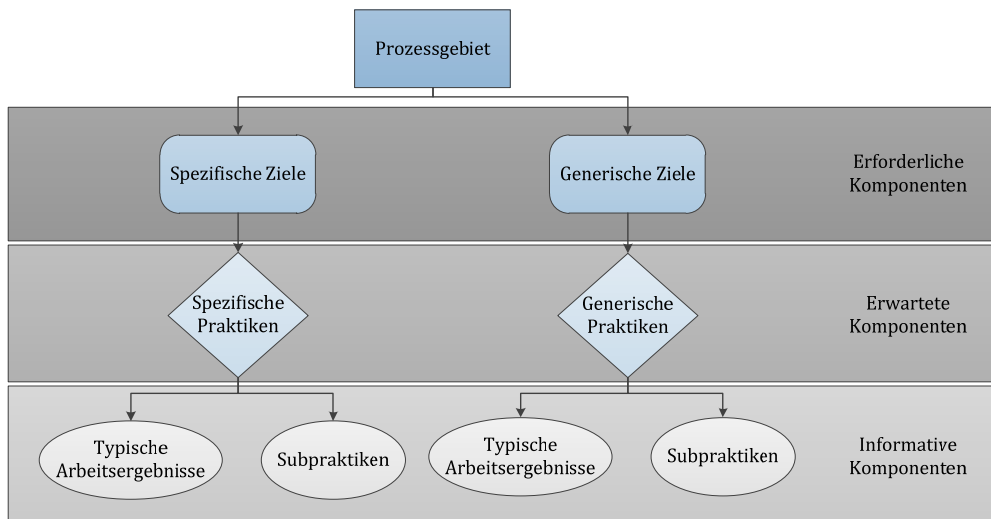 Prozessgebiet
Spezifische Ziele
Generische Ziele
Erforderliche
Komponenten
Spezifische
Praktiken
Generische
Praktiken
Erwartete
Komponenten
Typische
Arbeitsergebnisse
Subpraktiken
Typische
Arbeitsergebnisse
Subpraktiken
Informative
Komponenten